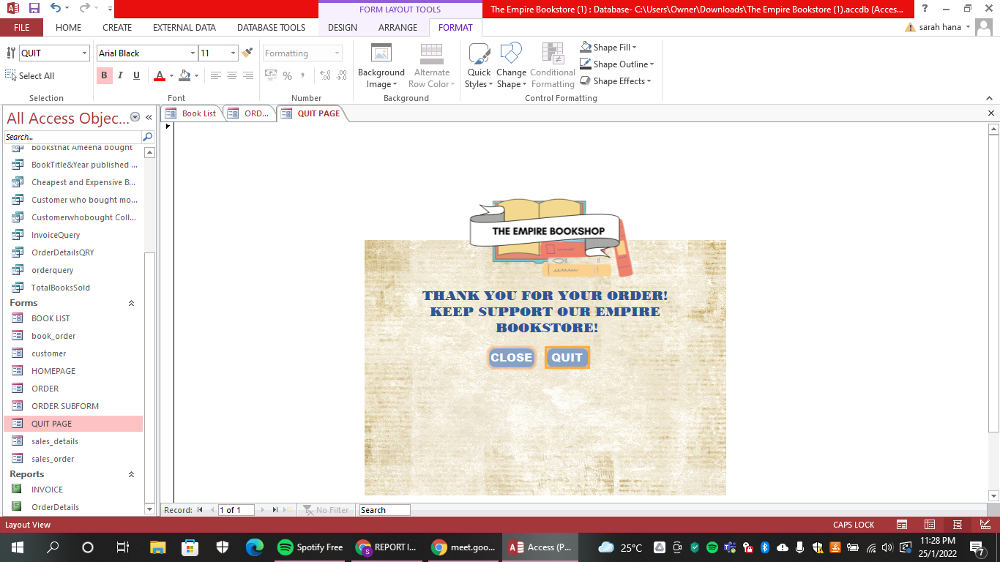 FORM LAYOUT TOOLS
The Empire Bookstore (1) : Database- C:\Users\Owner\Downloads\The Empire Bookstore (1).accdb (Acces...
?
FILE
HOME
CREATE
EXTERNAL DATA
DATABASE TOOLS
DESIGN
ARRANGE
FORMAT
sarah hana
QUIT
Select All
Selection
Arial Black
11
B I U
A
Font
Formatting
% ,
Number
Background Image
Alternate Row Color
Background
Quick Styles
Change Shape
Conditional Formatting
Shape Fill
Shape Outline
Shape Effects
Control Formatting
All Access Objec...
Search...
Book List
ORD...
QUIT PAGE
Booksthat Ameena bought
BookTitle&Year published ...
Cheapest and Expensive B...
Customer who bought mo...
Customerwhobought Coll...
InvoiceQuery
OrderDetailsQRY
orderquery
TotalBooksSold
Forms
BOOK LIST
book_order
customer
HOMEPAGE
ORDER
ORDER SUBFORM
QUIT PAGE
sales_details
sales_order
Reports
INVOICE
OrderDetails
THE EMPIRE BOOKSHOP
THANK YOU FOR YOUR ORDER!
KEEP SUPPORT OUR EMPIRE
BOOKSTORE!
CLOSE
QUIT
Record:
1 of 1
No Filter
Search
Layout View
CAPS LOCK
Spotify Free
REPORT I...
meet.goo...
Access (P...
25°C
11:28 PM
25/1/2022
7